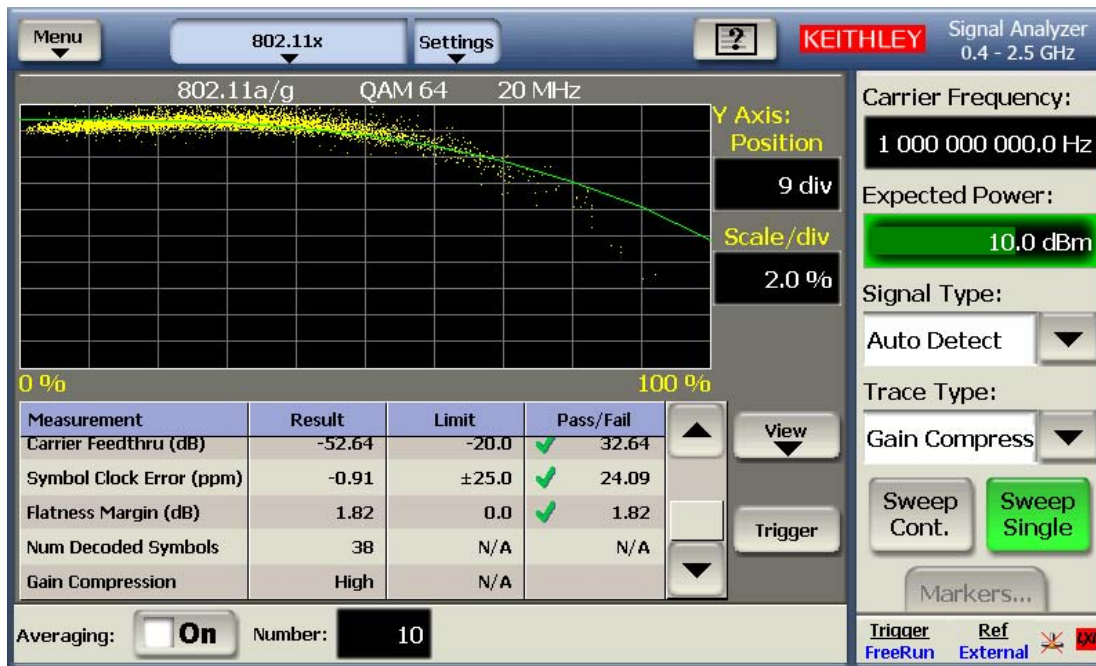 Menu
802.11x
Settings
?
KEITHLEY
Signal Analyzer
0.4 - 2.5 GHz
802.11a/g QAM 64 20 MHz
Y Axis:
Position
9 div
Scale/div
2.0 %
0 %
100 %
Measurement Result Limit Pass/Fail
Carrier Feedthru (dB) -52.64 -20.0 32.64
Symbol Clock Error (ppm) -0.91 ±25.0 24.09
Flatness Margin (dB) 1.82 0.0 1.82
Num Decoded Symbols 38 N/A N/A
Gain Compression High N/A
View
Trigger
Averaging: On Number: 10
Carrier Frequency:
1 000 000 000.0 Hz
Expected Power:
10.0 dBm
Signal Type:
Auto Detect
Trace Type:
Gain Compress
Sweep Cont.
Sweep Single
Markers...
Trigger
FreeRun
Ref
External